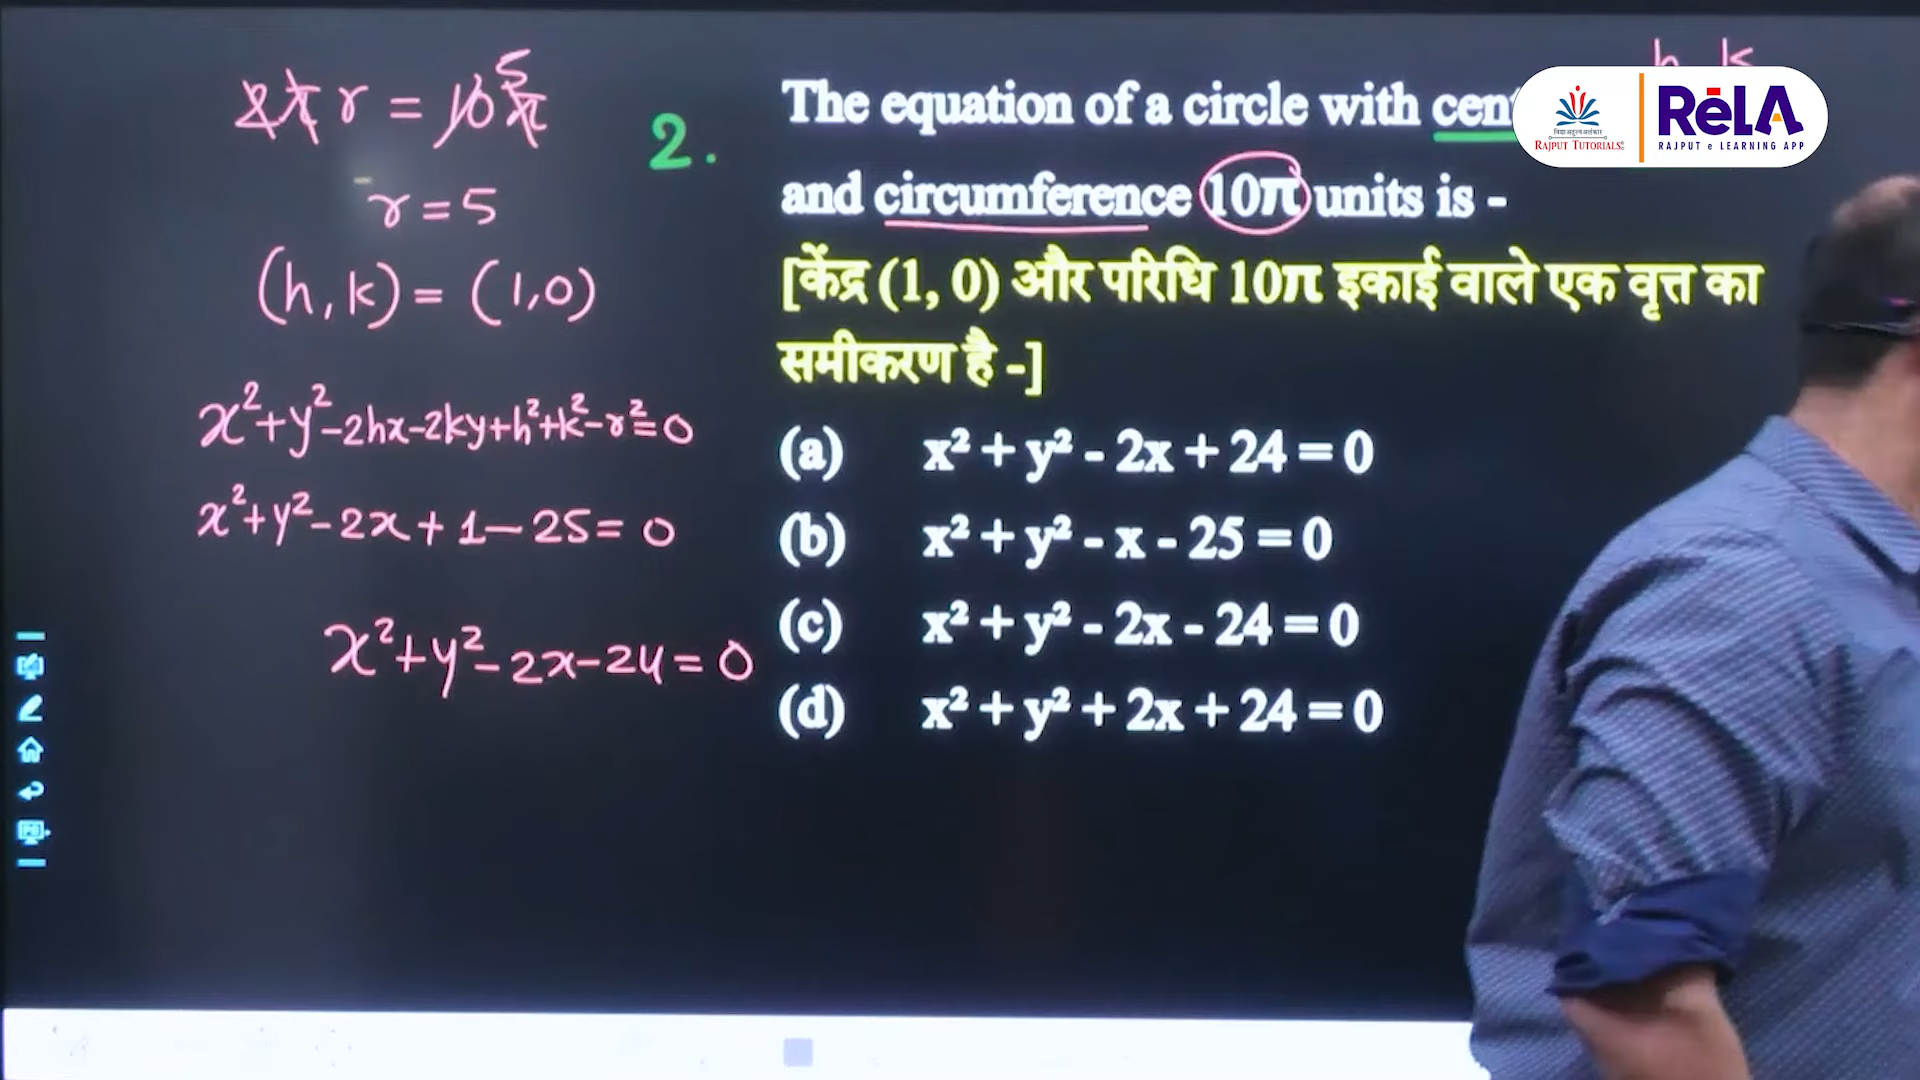 2πr = 10π 5
r = 5
(h, k) = (1, 0)
x² + y² - 2hx - 2ky + h² + k² - r² = 0
x² + y² - 2x + 1 - 25 = 0
x² + y² - 2x - 24 = 0
2.
h k
The equation of a circle with
and circumference 10π units is -
[केंद्र (1, 0) और परिधि 10π इकाई वाले एक वृत्त का
समीकरण है -]
(a) x² + y² - 2x + 24 = 0
(b) x² + y² - x - 25 = 0
(c) x² + y² - 2x - 24 = 0
(d) x² + y² + 2x + 24 = 0
RAJPUT TUTORIALS
RéLA
RAJPUT e LEARNING APP